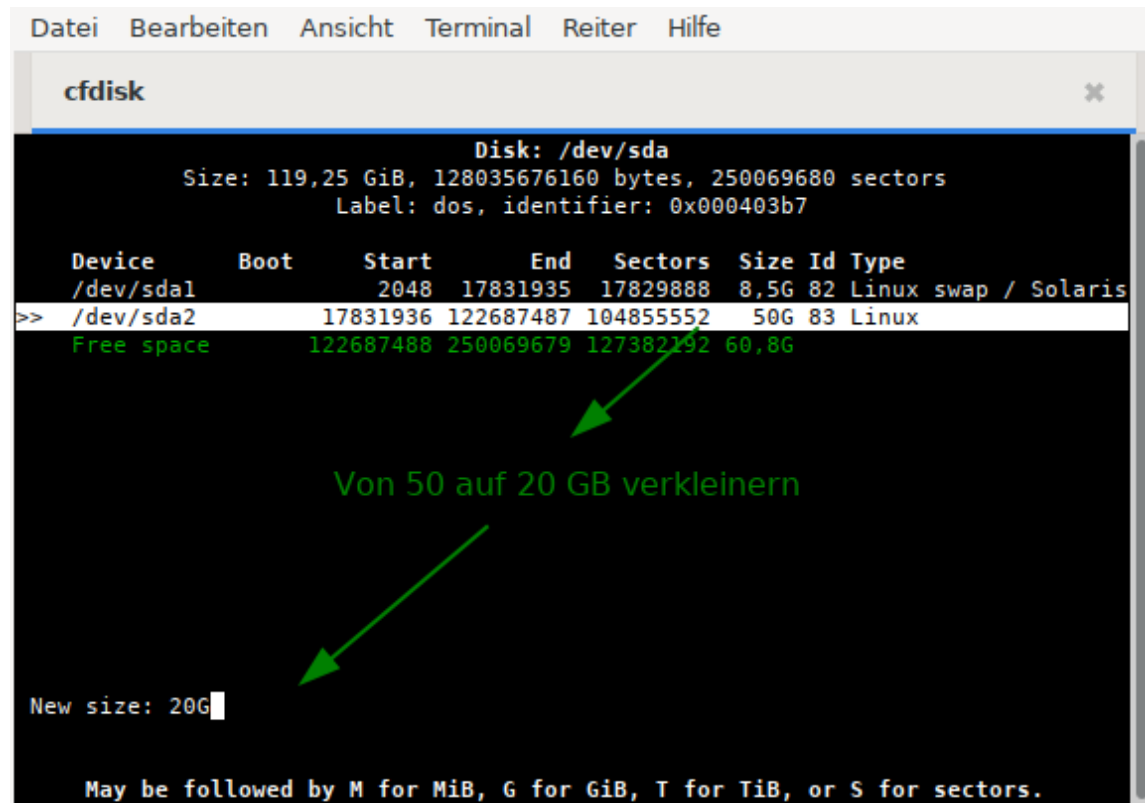 Datei Bearbeiten Ansicht Terminal Reiter Hilfe
cfdisk
Disk: /dev/sda
Size: 119,25 GiB, 128035676160 bytes, 250069680 sectors
Label: dos, identifier: 0x000403b7
Device Boot Start End Sectors Size Id Type
/dev/sda1 2048 17831935 17829888 8,5G 82 Linux swap / Solaris
>> /dev/sda2 17831936 122687487 104855552 50G 83 Linux
Free space 122687488 250069679 127382192 60,8G
Von 50 auf 20 GB verkleinern
New size: 20G
May be followed by M for MiB, G for GiB, T for TiB, or S for sectors.